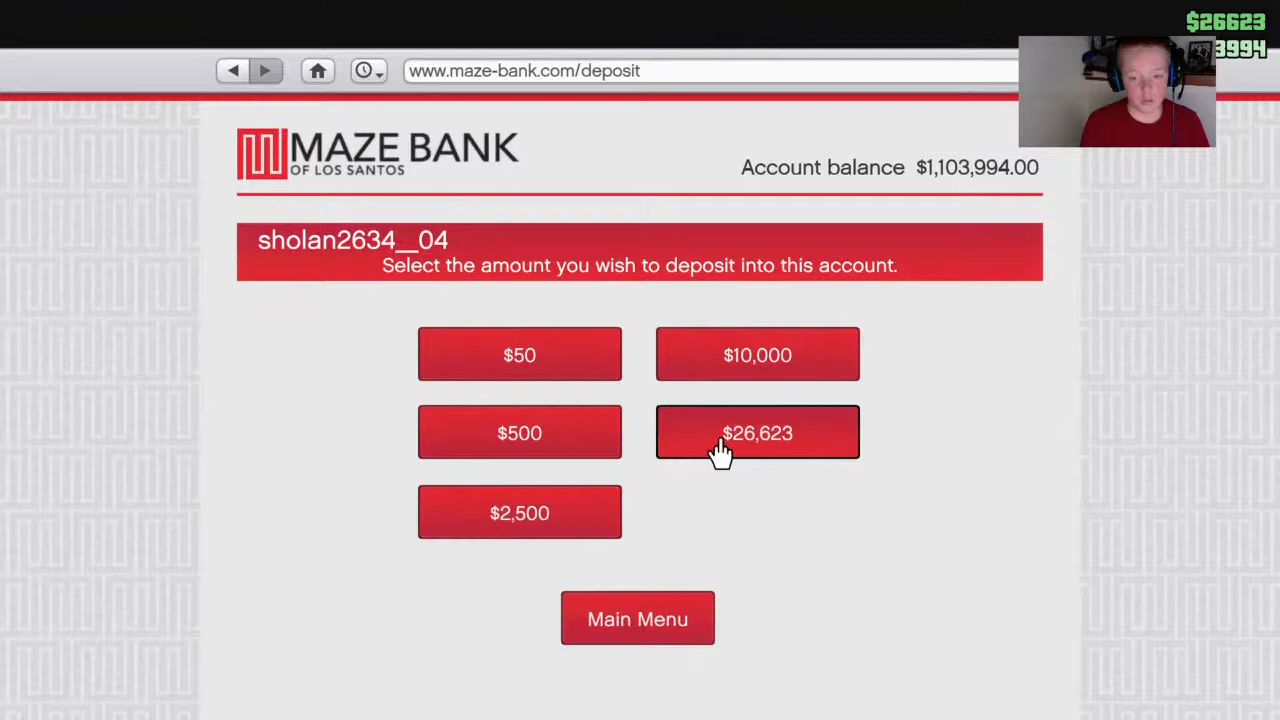 $26623
3994
www.maze-bank.com/deposit
MAZE BANK
OF LOS SANTOS
Account balance $1,103,994.00
sholan2634__04
Select the amount you wish to deposit into this account.
$50
$10,000
$500
$26,623
$2,500
Main Menu